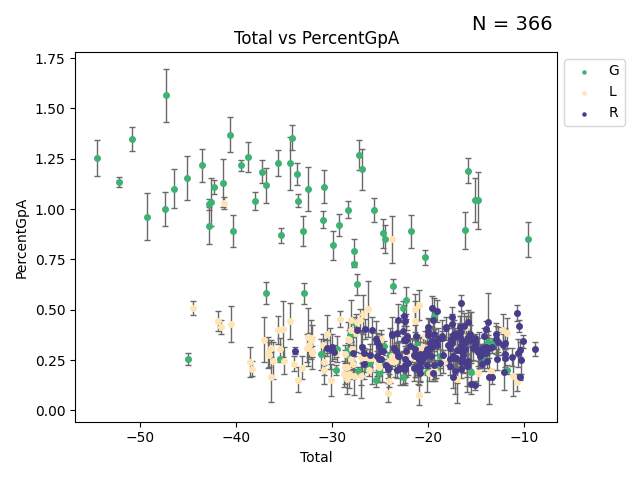 N = 366
Total vs PercentGpA
G
L
R
1.75
1.50
1.25
1.00
0.75
0.50
0.25
0.00
PercentGpA
−50 −40 −30 −20 −10
Total